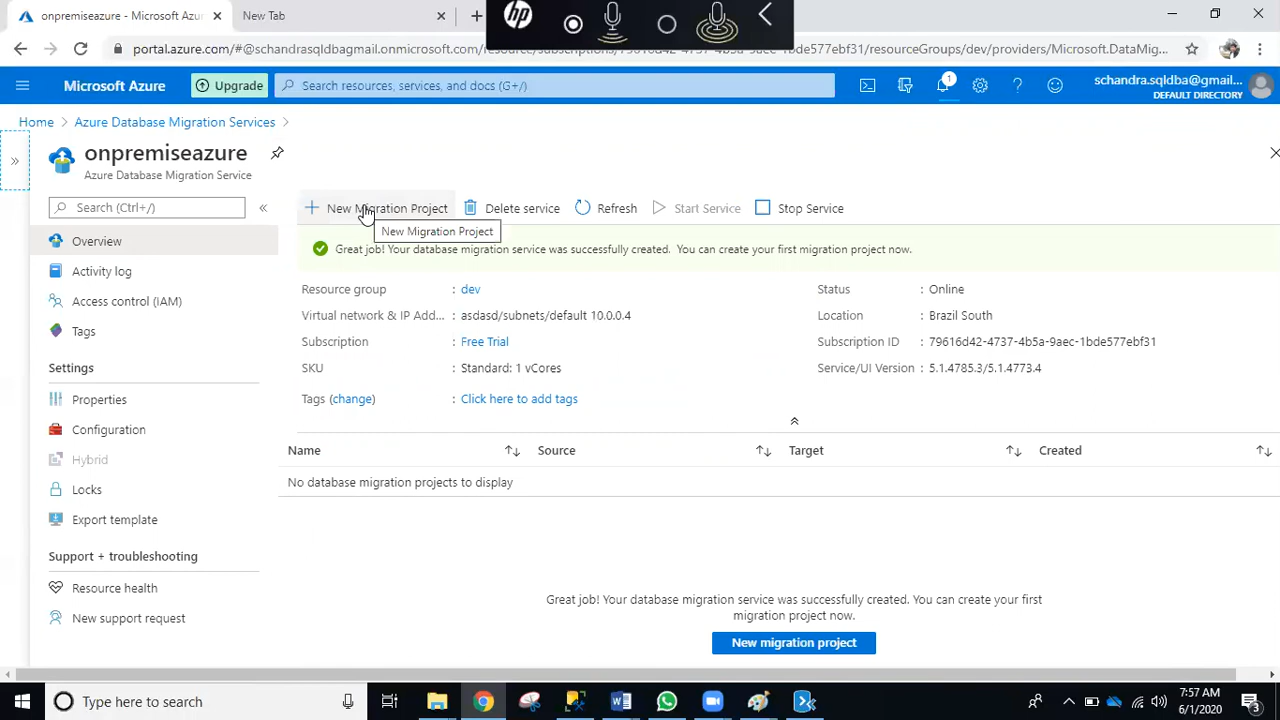 onpremiseazure - Microsoft Azure
New Tab
hp
portal.azure.com/#@schandrasqldbagmail.onmicrosoft.com/resource/subscriptions/79616d42-4737-4b5a-9aec-1bde577ebf31/resourceGroups/dev/providers/Microsoft.DataMig...
Microsoft Azure
Upgrade
Search resources, services, and docs (G+/)
1
schandra.sqldba@gmail....
DEFAULT DIRECTORY
Home > Azure Database Migration Services >
» onpremiseazure
Azure Database Migration Service
Search (Ctrl+/) «
New Migration Project Delete service Refresh Start Service Stop Service
New Migration Project
Great job! Your database migration service was successfully created. You can create your first migration project now.
Overview
Activity log
Access control (IAM)
Tags
Settings
Properties
Configuration
Hybrid
Locks
Export template
Support + troubleshooting
Resource health
New support request
Resource group : dev
Virtual network & IP Add... : asdasd/subnets/default 10.0.0.4
Subscription : Free Trial
SKU : Standard: 1 vCores
Tags (change) : Click here to add tags
Status : Online
Location : Brazil South
Subscription ID : 79616d42-4737-4b5a-9aec-1bde577ebf31
Service/UI Version : 5.1.4785.3/5.1.4773.4
Name Source Target Created
No database migration projects to display
Great job! Your database migration service was successfully created. You can create your first
migration project now.
New migration project
Type here to search
7:57 AM
6/1/2020
3